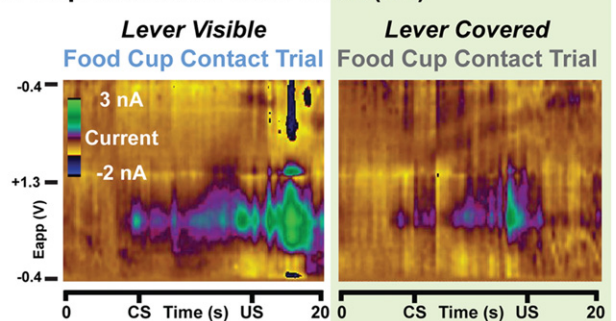 Lever Visible
Food Cup Contact Trial
Lever Covered
Food Cup Contact Trial
-0.4
3 nA
Current
-2 nA
+1.3
Eapp (V)
-0.4
0 CS Time (s) US 20
0 CS Time (s) US 20